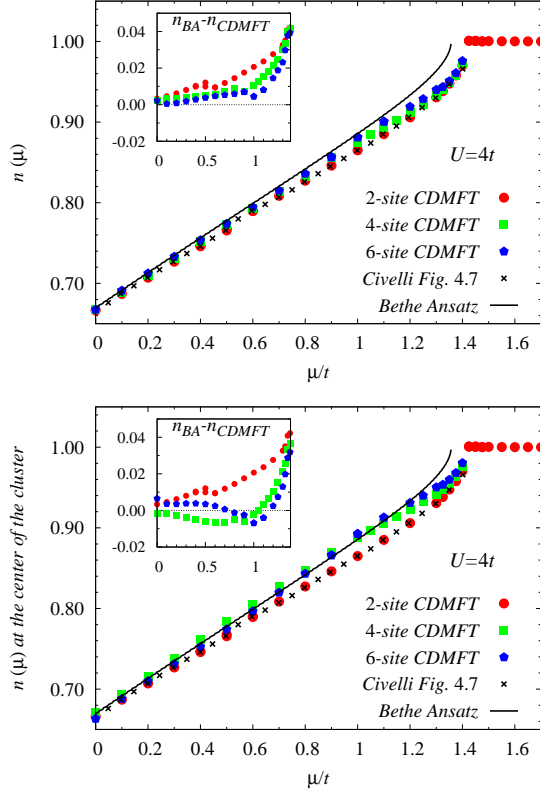 n_BA-n_CDMFT
0.04
0.02
0.00
-0.02
0 0.5 1
1.00
0.90
0.80
0.70
n (μ)
U=4t
2-site CDMFT
4-site CDMFT
6-site CDMFT
Civelli Fig. 4.7
Bethe Ansatz
0 0.2 0.4 0.6 0.8 1.0 1.2 1.4 1.6
μ/t
n_BA-n_CDMFT
0.04
0.02
0.00
-0.02
0 0.5 1
1.00
0.90
0.80
0.70
n (μ) at the center of the cluster
U=4t
2-site CDMFT
4-site CDMFT
6-site CDMFT
Civelli Fig. 4.7
Bethe Ansatz
0 0.2 0.4 0.6 0.8 1.0 1.2 1.4 1.6
μ/t